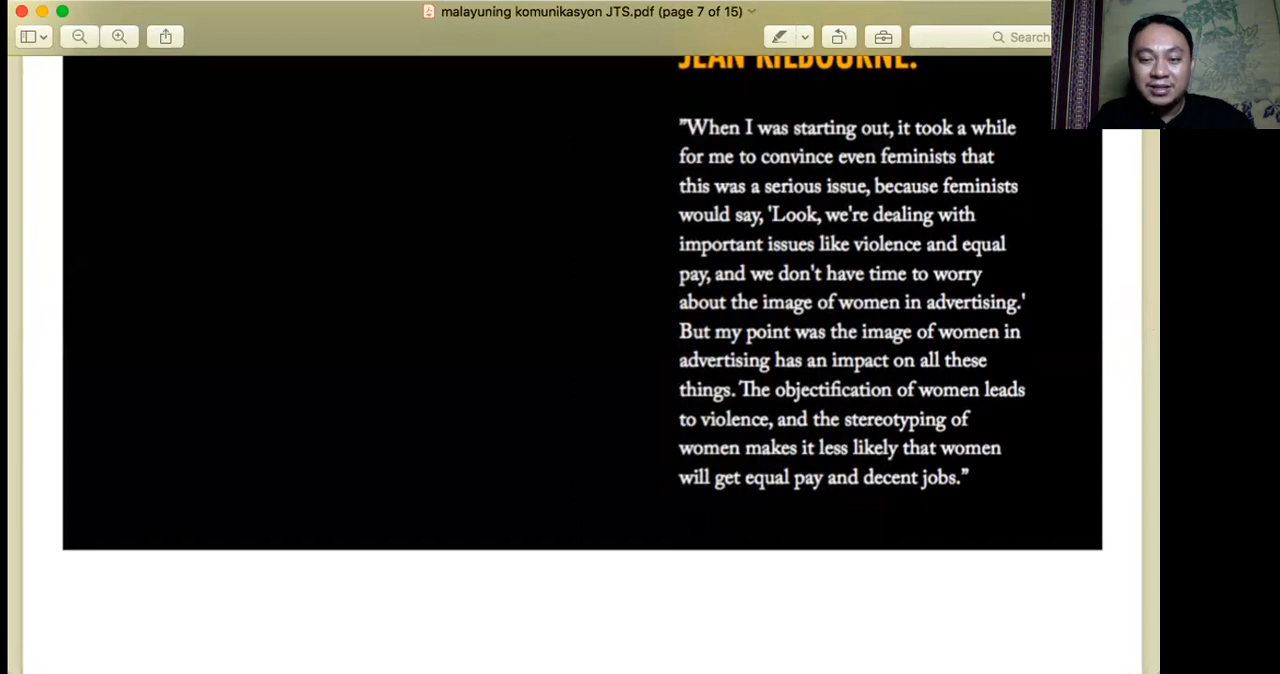 malayuning komunikasyon JTS.pdf (page 7 of 15)
Search
JEAN KILBOURNE:
"When I was starting out, it took a while
for me to convince even feminists that
this was a serious issue, because feminists
would say, 'Look, we're dealing with
important issues like violence and equal
pay, and we don't have time to worry
about the image of women in advertising.'
But my point was the image of women in
advertising has an impact on all these
things. The objectification of women leads
to violence, and the stereotyping of
women makes it less likely that women
will get equal pay and decent jobs.”